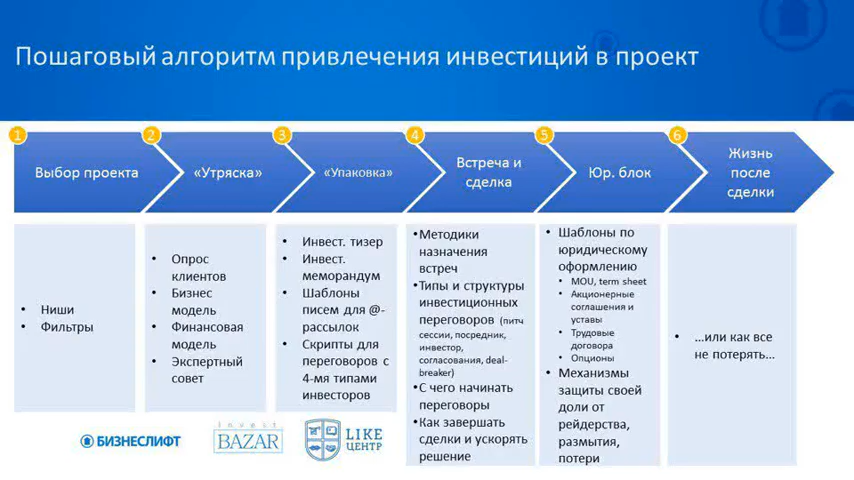 Пошаговый алгоритм привлечения инвестиций в проект
1
Выбор проекта
2
«Утряска»
3
«Упаковка»
4
Встреча и
сделка
5
Юр. блок
6
Жизнь
после
сделки
• Ниши
• Фильтры
• Опрос
клиентов
• Бизнес
модель
• Финансовая
модель
• Экспертный
совет
• Инвест. тизер
• Инвест.
меморандум
• Шаблоны
писем для @-
рассылок
• Скрипты для
переговоров с
4-мя типами
инвесторов
•Методики
назначения
встреч
•Типы и структуры
инвестиционных
переговоров (питч
сессии, посредник,
инвестор,
согласования, deal-
breaker)
•С чего начинать
переговоры
•Как завершать
сделки и ускорять
решение
• Шаблоны по
юридическому
оформлению
• MOU, term sheet
• Акционерные
соглашения и
уставы
• Трудовые
договора
• Опционы
• Механизмы
защиты своей
доли от
рейдерства,
размытия,
потери
• ...или как все
не потерять...
БИЗНЕСЛИФТ
invest
BAZAR
LIKE
ЦЕНТР